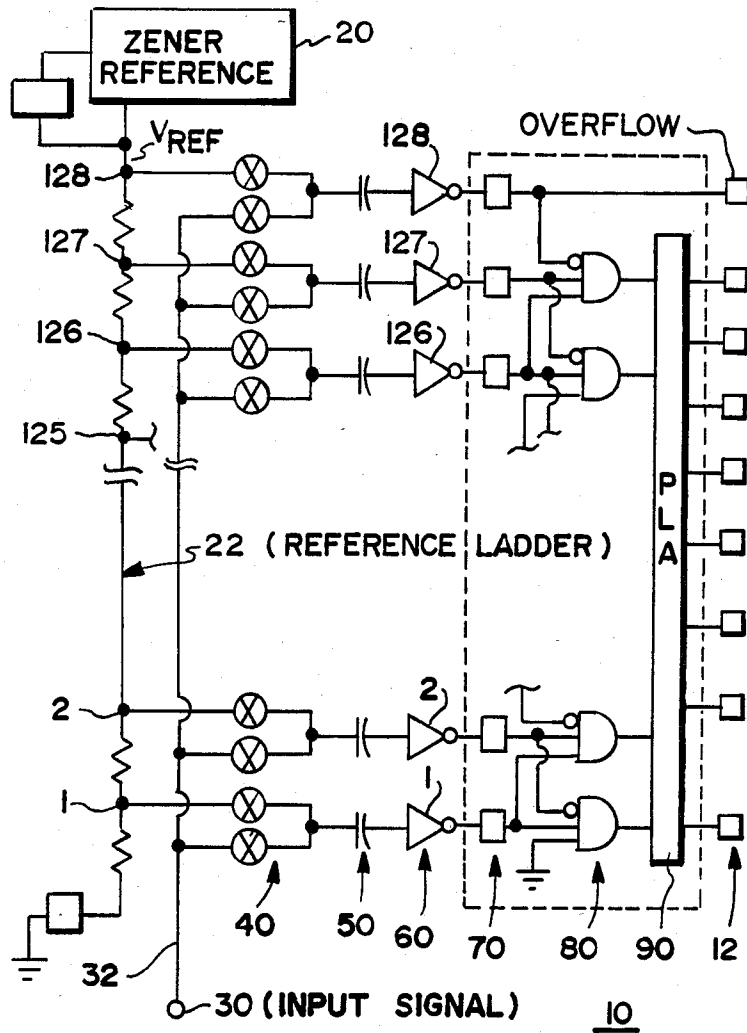 ZENER
REFERENCE
20
VREF
OVERFLOW
128
128
127
127
126
126
125
22 (REFERENCE LADDER)
P
L
A
2
2
1
1
40
50
60
70
80
90
12
32
30 (INPUT SIGNAL)
10